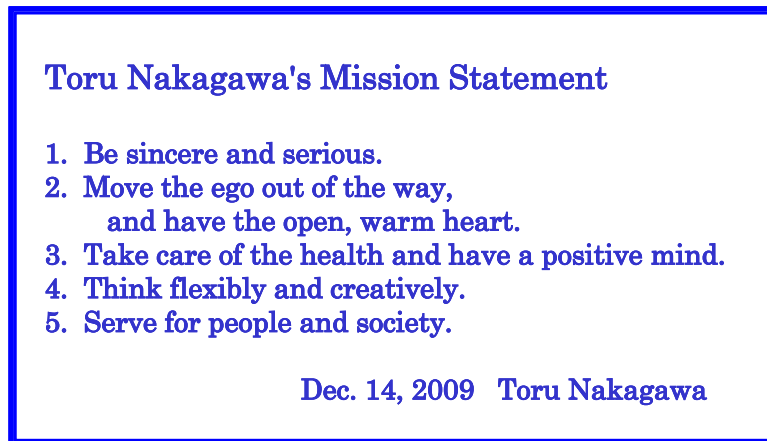 Toru Nakagawa's Mission Statement
1. Be sincere and serious.
2. Move the ego out of the way,
and have the open, warm heart.
3. Take care of the health and have a positive mind.
4. Think flexibly and creatively.
5. Serve for people and society.
Dec. 14, 2009 Toru Nakagawa